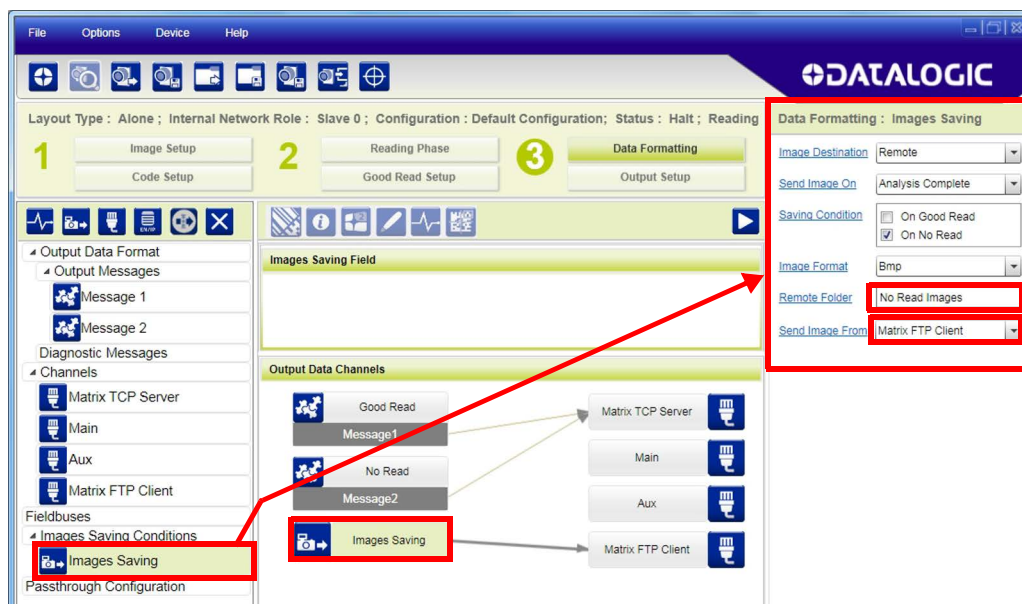 File Options Device Help
DATALOGIC
Layout Type : Alone ; Internal Network Role : Slave 0 ; Configuration : Default Configuration; Status : Halt ; Reading
1
Image Setup
Code Setup
2
Reading Phase
Good Read Setup
3
Data Formatting
Output Setup
EN/IP
Output Data Format
Output Messages
Message 1
Message 2
Diagnostic Messages
Channels
Matrix TCP Server
Main
Aux
Matrix FTP Client
Fieldbuses
Images Saving Conditions
Images Saving
Passthrough Configuration
Images Saving Field
Output Data Channels
Good Read
Message1
No Read
Message2
Images Saving
Matrix TCP Server
Main
Aux
Matrix FTP Client
Data Formatting : Images Saving
Image Destination Remote
Send Image On Analysis Complete
Saving Condition On Good Read
On No Read
Image Format Bmp
Remote Folder No Read Images
Send Image From Matrix FTP Client